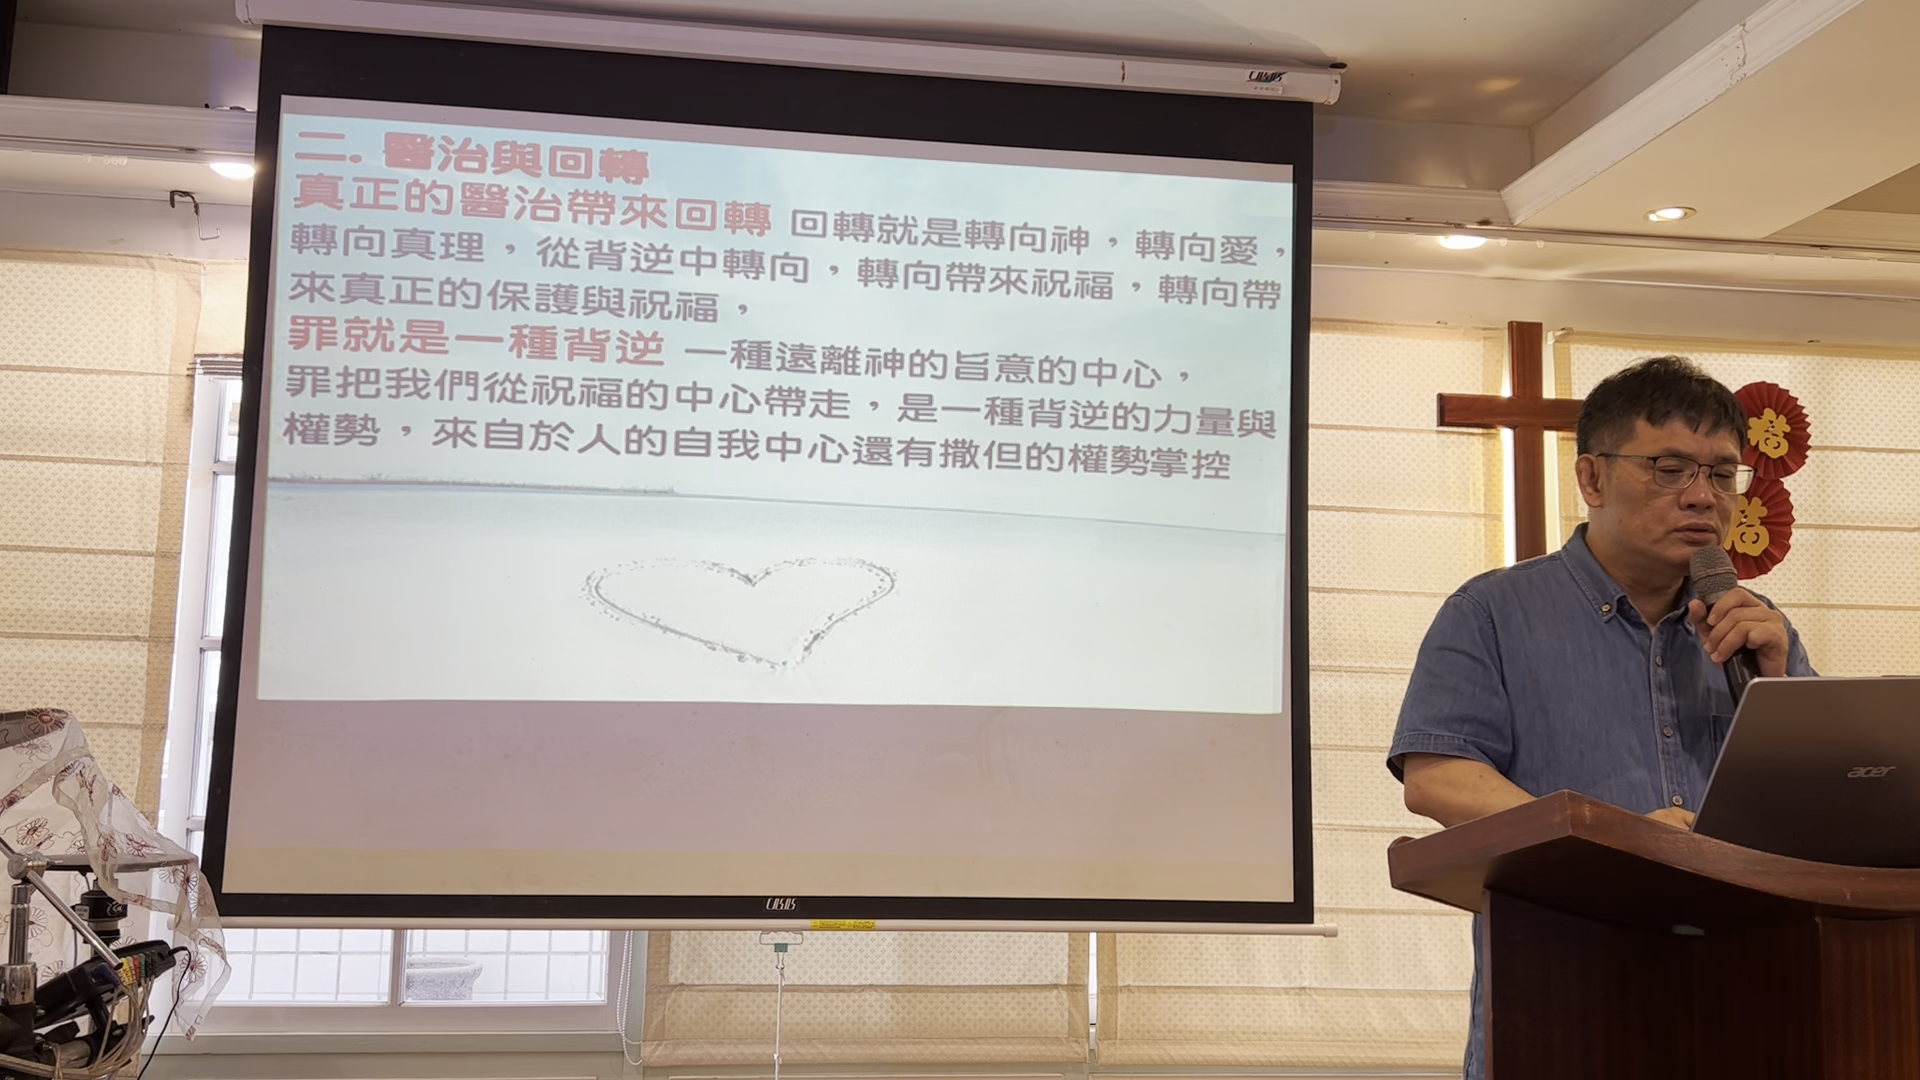 二. 醫治與回轉
真正的醫治帶來回轉 回轉就是轉向神，轉向愛，
轉向真理，從背逆中轉向，轉向帶來祝福，轉向帶
來真正的保護與祝福，
罪就是一種背逆 一種遠離神的旨意的中心，
罪把我們從祝福的中心帶走，是一種背逆的力量與
權勢，來自於人的自我中心還有撒但的權勢掌控
acer